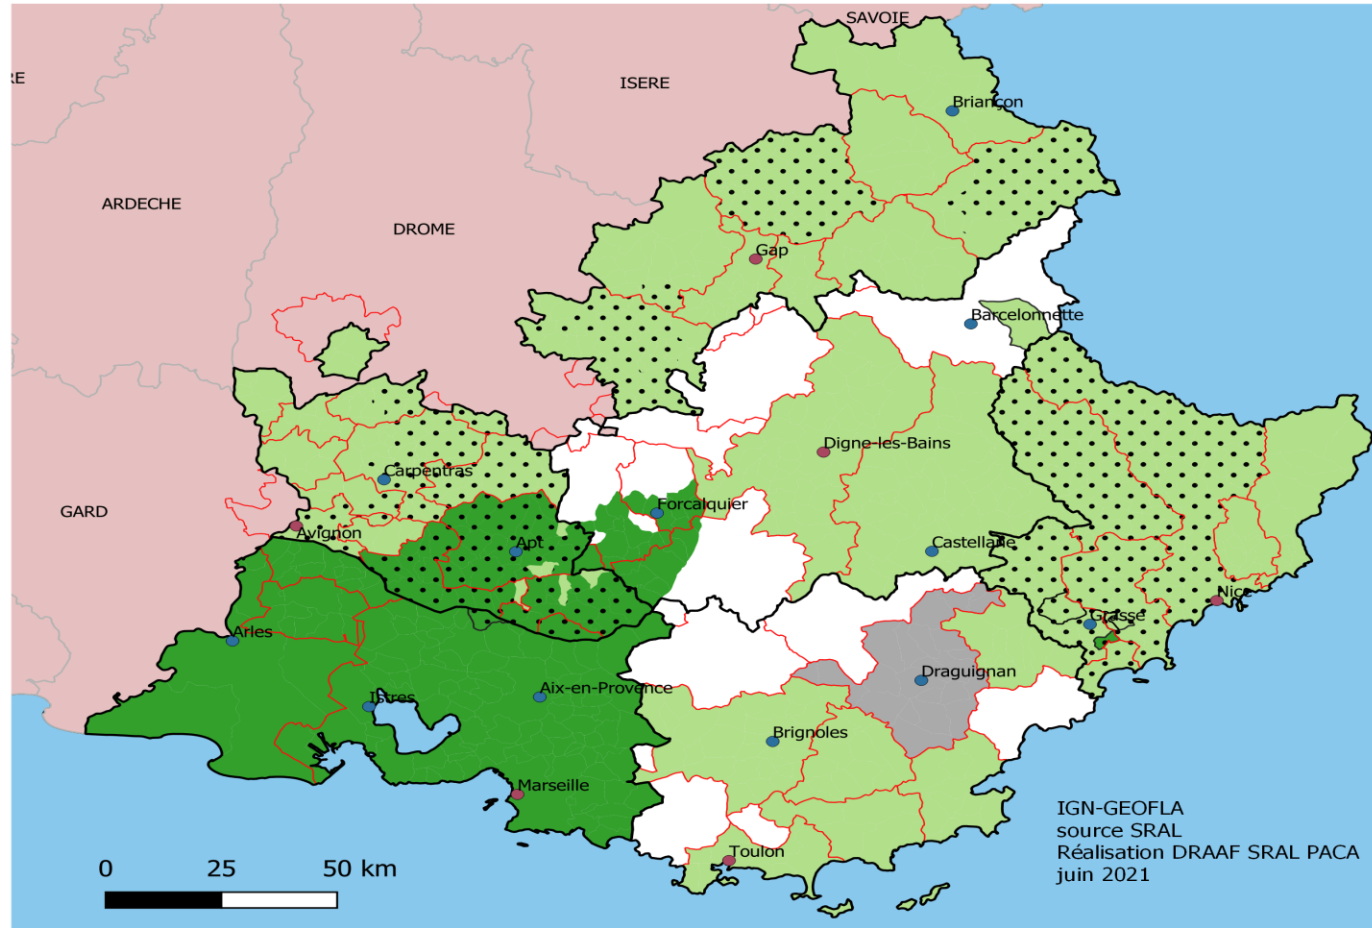 SAVOIE
RE
ISERE
Briançon
ARDECHE
DROME
Gap
Barcelonnette
Digne-les-Bains
Carpentras
GARD
Forcalquier
Avignon
Apt
Castellane
Nice
Grasse
Arles
Draguignan
Istres
Aix-en-Provence
Brignoles
Marseille
Toulon
IGN-GEOFLA
source SRAL
Réalisation DRAAF SRAL PACA
juin 2021
0 25 50 km